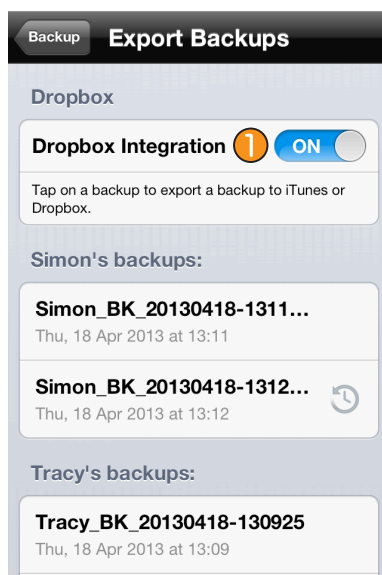 Backup
Export Backups
Dropbox
Dropbox Integration 1 ON
Tap on a backup to export a backup to iTunes or
Dropbox.
Simon's backups:
Simon_BK_20130418-1311...
Thu, 18 Apr 2013 at 13:11
Simon_BK_20130418-1312...
Thu, 18 Apr 2013 at 13:12
Tracy's backups:
Tracy_BK_20130418-130925
Thu, 18 Apr 2013 at 13:09